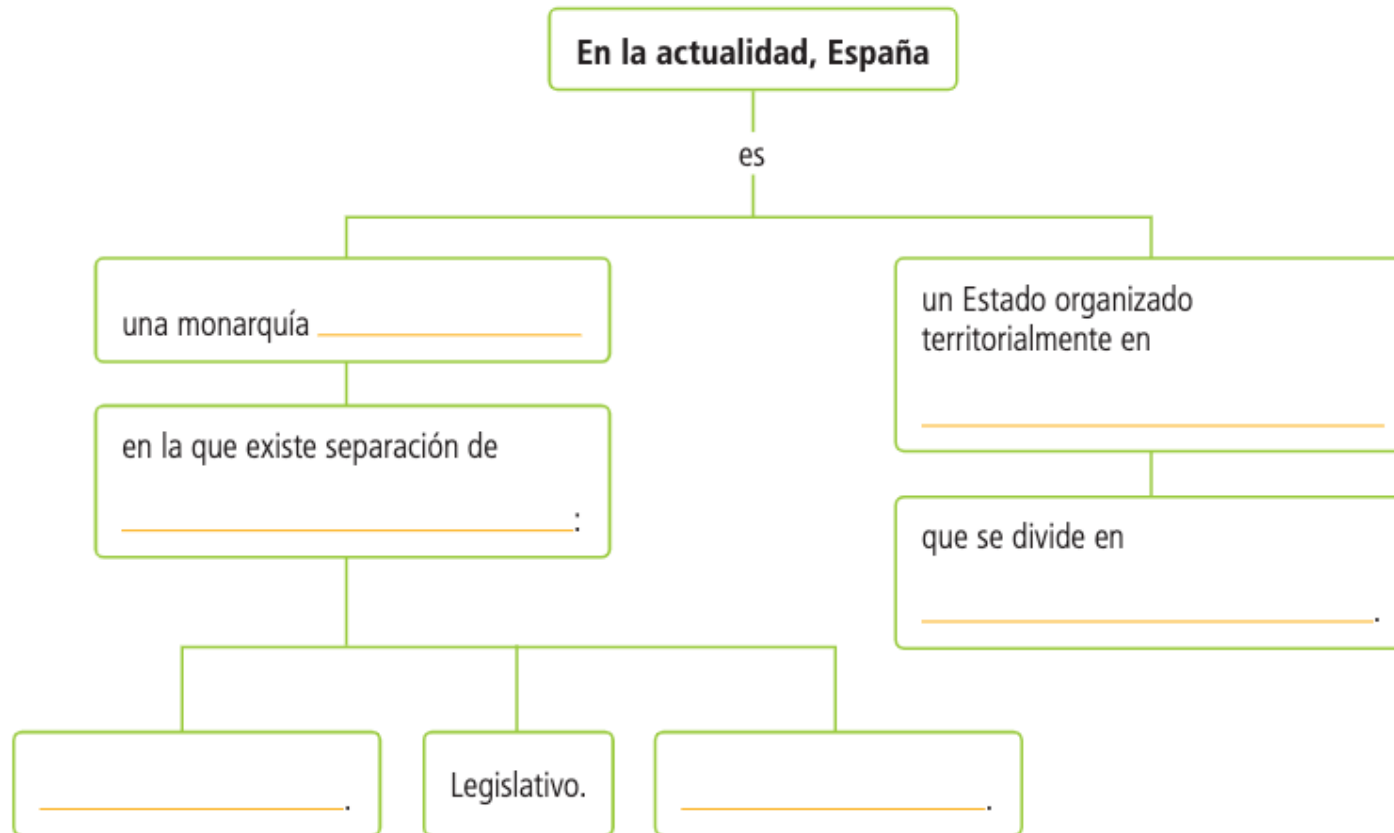 En la actualidad, España
es
una monarquía
en la que existe separación de
:
.
Legislativo.
.
un Estado organizado
territorialmente en
que se divide en
.